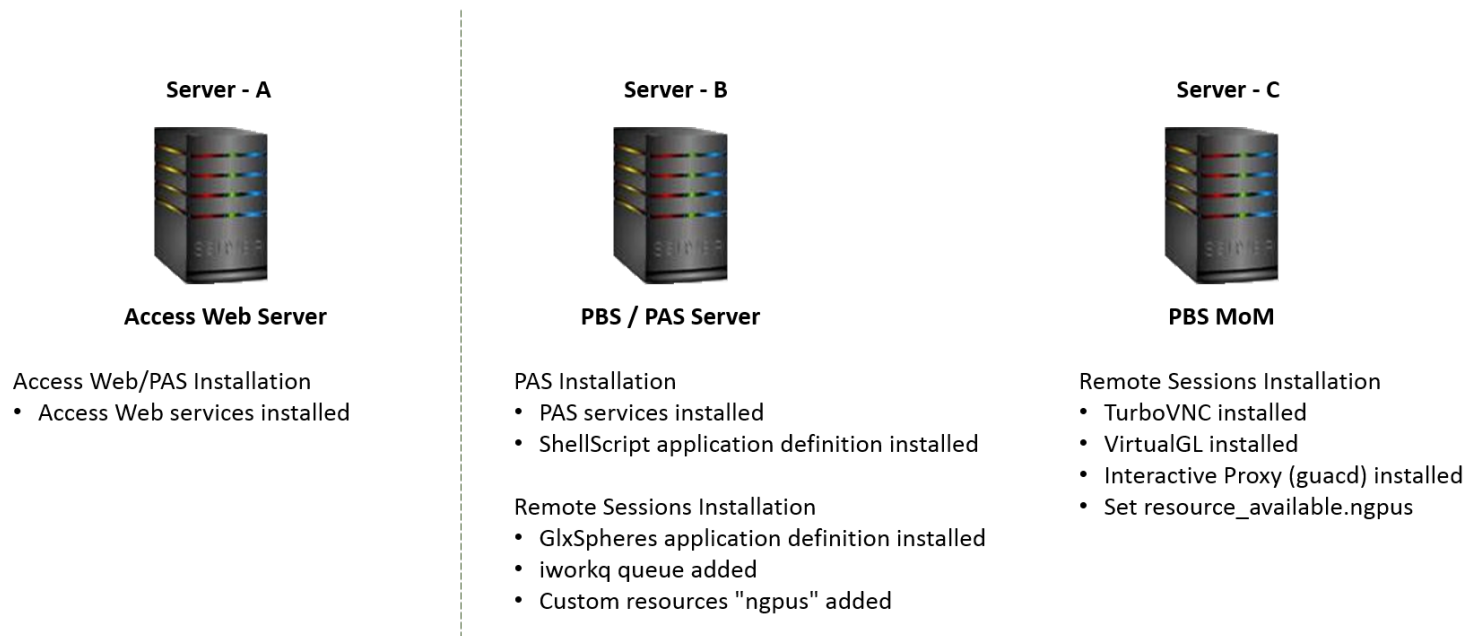 Server - A
Access Web Server
Access Web/PAS Installation
• Access Web services installed
Server - B
PBS / PAS Server
PAS Installation
• PAS services installed
• ShellScript application definition installed
Remote Sessions Installation
• GlxSpheres application definition installed
• iworkq queue added
• Custom resources "ngpus" added
Server - C
PBS MoM
Remote Sessions Installation
• TurboVNC installed
• VirtualGL installed
• Interactive Proxy (guacd) installed
• Set resource_available.ngpus